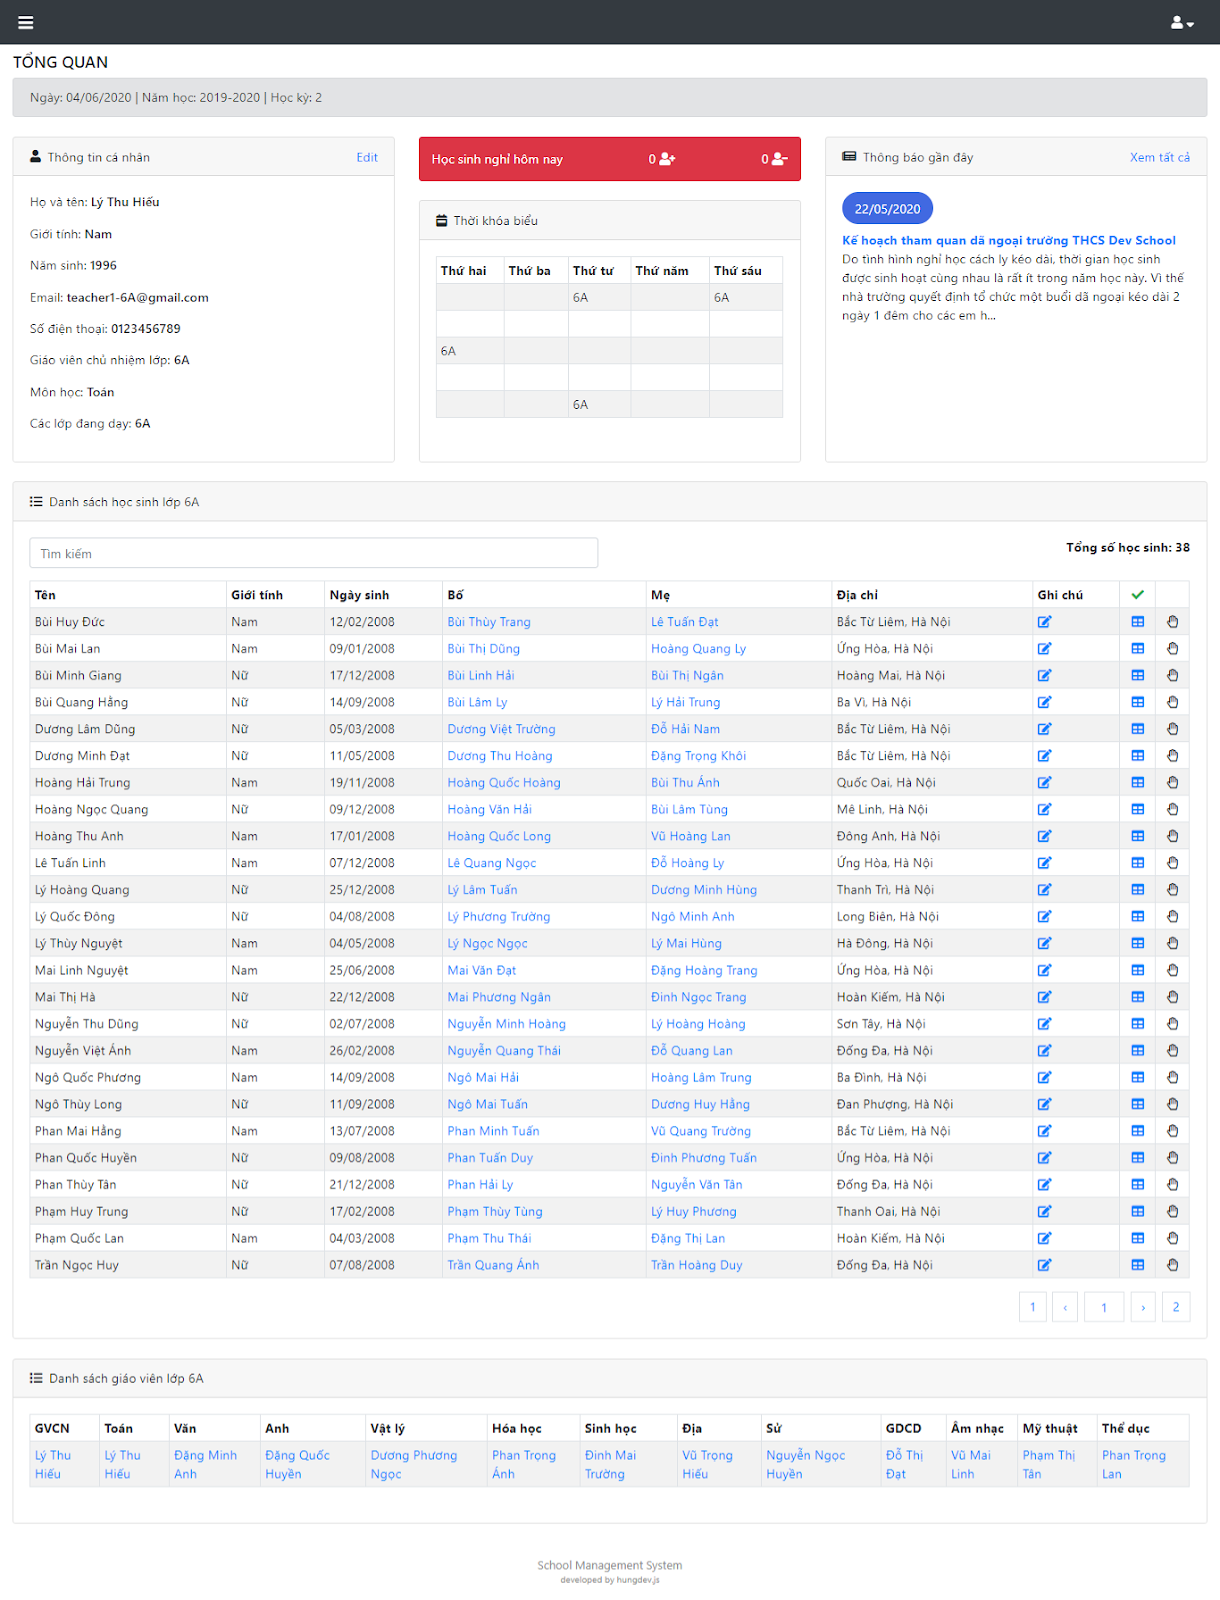 TỔNG QUAN
Ngày: 04/06/2020 | Năm học: 2019-2020 | Học kỳ: 2
Thông tin cá nhân Edit
Họ và tên: Lý Thu Hiếu
Giới tính: Nam
Năm sinh: 1996
Email: teacher1-6A@gmail.com
Số điện thoại: 0123456789
Giáo viên chủ nhiệm lớp: 6A
Môn học: Toán
Các lớp đang dạy: 6A
Học sinh nghỉ hôm nay 0 0
Thời khóa biểu
Thứ hai Thứ ba Thứ tư Thứ năm Thứ sáu
6A 6A
6A
6A
Thông báo gần đây Xem tất cả
22/05/2020
Kế hoạch tham quan dã ngoại trường THCS Dev School
Do tình hình nghỉ học cách ly kéo dài, thời gian học sinh
được sinh hoạt cùng nhau là rất ít trong năm học này. Vì thế
nhà trường quyết định tổ chức một buổi dã ngoại kéo dài 2
ngày 1 đêm cho các em h...
Danh sách học sinh lớp 6A
Tìm kiếm
Tổng số học sinh: 38
Tên Giới tính Ngày sinh Bố Mẹ Địa chỉ Ghi chú
Bùi Huy Đức Nam 12/02/2008 Bùi Thùy Trang Lê Tuấn Đạt Bắc Từ Liêm, Hà Nội
Bùi Mai Lan Nam 09/01/2008 Bùi Thị Dũng Hoàng Quang Ly Ứng Hòa, Hà Nội
Bùi Minh Giang Nữ 17/12/2008 Bùi Linh Hải Bùi Thị Ngân Hoàng Mai, Hà Nội
Bùi Quang Hằng Nữ 14/09/2008 Bùi Lâm Ly Lý Hải Trung Ba Vì, Hà Nội
Dương Lâm Dũng Nữ 05/03/2008 Dương Việt Trường Đỗ Hải Nam Bắc Từ Liêm, Hà Nội
Dương Minh Đạt Nữ 11/05/2008 Dương Thu Hoàng Đặng Trọng Khôi Bắc Từ Liêm, Hà Nội
Hoàng Hải Trung Nam 19/11/2008 Hoàng Quốc Hoàng Bùi Thu Ánh Quốc Oai, Hà Nội
Hoàng Ngọc Quang Nữ 09/12/2008 Hoàng Văn Hải Bùi Lâm Tùng Mê Linh, Hà Nội
Hoàng Thu Anh Nam 17/01/2008 Hoàng Quốc Long Vũ Hoàng Lan Đông Anh, Hà Nội
Lê Tuấn Linh Nam 07/12/2008 Lê Quang Ngọc Đỗ Hoàng Ly Ứng Hòa, Hà Nội
Lý Hoàng Quang Nữ 25/12/2008 Lý Lâm Tuấn Dương Minh Hùng Thanh Trì, Hà Nội
Lý Quốc Đông Nữ 04/08/2008 Lý Phương Trường Ngô Minh Anh Long Biên, Hà Nội
Lý Thùy Nguyệt Nam 04/05/2008 Lý Ngọc Ngọc Lý Mai Hùng Hà Đông, Hà Nội
Mai Linh Nguyệt Nam 25/06/2008 Mai Văn Đạt Đặng Hoàng Trang Ứng Hòa, Hà Nội
Mai Thị Hà Nữ 22/12/2008 Mai Phương Ngân Đinh Ngọc Trang Hoàn Kiếm, Hà Nội
Nguyễn Thu Dũng Nữ 02/07/2008 Nguyễn Minh Hoàng Lý Hoàng Hoàng Sơn Tây, Hà Nội
Nguyễn Việt Ánh Nam 26/02/2008 Nguyễn Quang Thái Đỗ Quang Lan Đống Đa, Hà Nội
Ngô Quốc Phương Nam 14/09/2008 Ngô Mai Hải Hoàng Lâm Trung Ba Đình, Hà Nội
Ngô Thùy Long Nữ 11/09/2008 Ngô Mai Tuấn Dương Huy Hằng Đan Phượng, Hà Nội
Phan Mai Hằng Nam 13/07/2008 Phan Minh Tuấn Vũ Quang Trường Bắc Từ Liêm, Hà Nội
Phan Quốc Huyền Nữ 09/08/2008 Phan Tuấn Duy Đinh Phương Tuấn Ứng Hòa, Hà Nội
Phan Thùy Tân Nữ 21/12/2008 Phan Hải Ly Nguyễn Văn Tân Đống Đa, Hà Nội
Phạm Huy Trung Nữ 17/02/2008 Phạm Thùy Tùng Lý Huy Phương Thanh Oai, Hà Nội
Phạm Quốc Lan Nam 04/03/2008 Phạm Thu Thái Đặng Thị Lan Hoàn Kiếm, Hà Nội
Trần Ngọc Huy Nữ 07/08/2008 Trần Quang Ánh Trần Hoàng Duy Đống Đa, Hà Nội
1 ‹ 1 › 2
Danh sách giáo viên lớp 6A
GVCN Toán Văn Anh Vật lý Hóa học Sinh học Địa Sử GDCD Âm nhạc Mỹ thuật Thể dục
Lý Thu Lý Thu Đặng Minh Đặng Quốc Dương Phương Phan Trọng Đinh Mai Vũ Trọng Nguyễn Ngọc Đỗ Thị Vũ Mai Phạm Thị Phan Trọng
Hiếu Hiếu Anh Huyền Ngọc Ánh Trường Hiếu Huyền Đạt Linh Tân Lan
School Management System
developed by hungdev.js